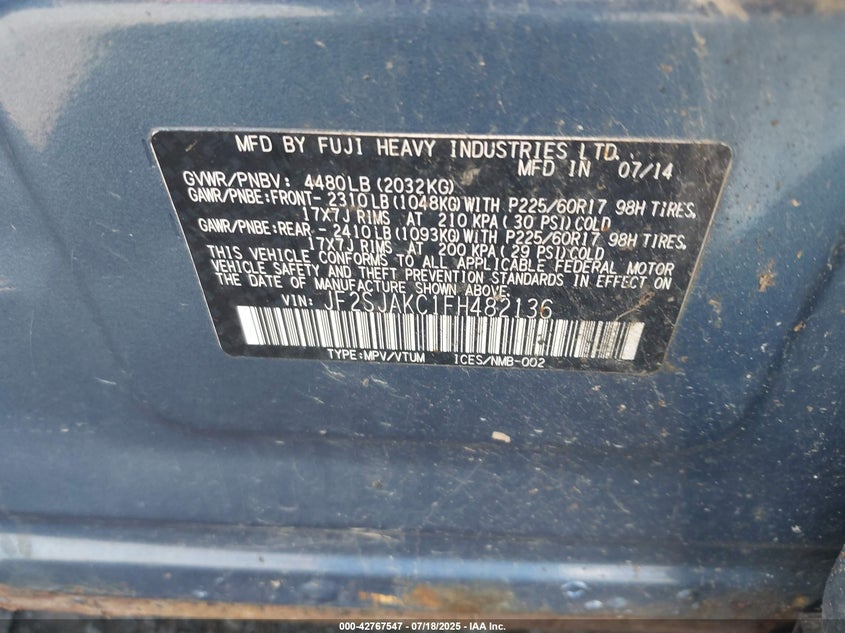 MFD BY FUJI HEAVY INDUSTRIES LTD.
MFD IN 07/14
GVWR/PNBV: 4480LB(2032KG)
GAWR/PNBE:FRONT- 2310LB(1048KG)WITH P225/60R17 98H TIRES,
17X7J RIMS AT 210 KPA(30 PSI)COLD
GAWR/PNBE:REAR- 2410LB(1093KG)WITH P225/60R17 98H TIRES,
17X7J RIMS AT 200 KPA(29 PSI)COLD
THIS VEHICLE CONFORMS TO ALL APPLICABLE FEDERAL MOTOR
VEHICLE SAFETY AND THEFT PREVENTION STANDARDS IN EFFECT ON
THE DATE OF MANUFACTURE SHOWN ABOVE.
VIN: JF2SJAKC1FH482136
TYPE:MPV/VTUM ICES/NMB-002
000-42767547 - 07/18/2025 - IAA Inc.